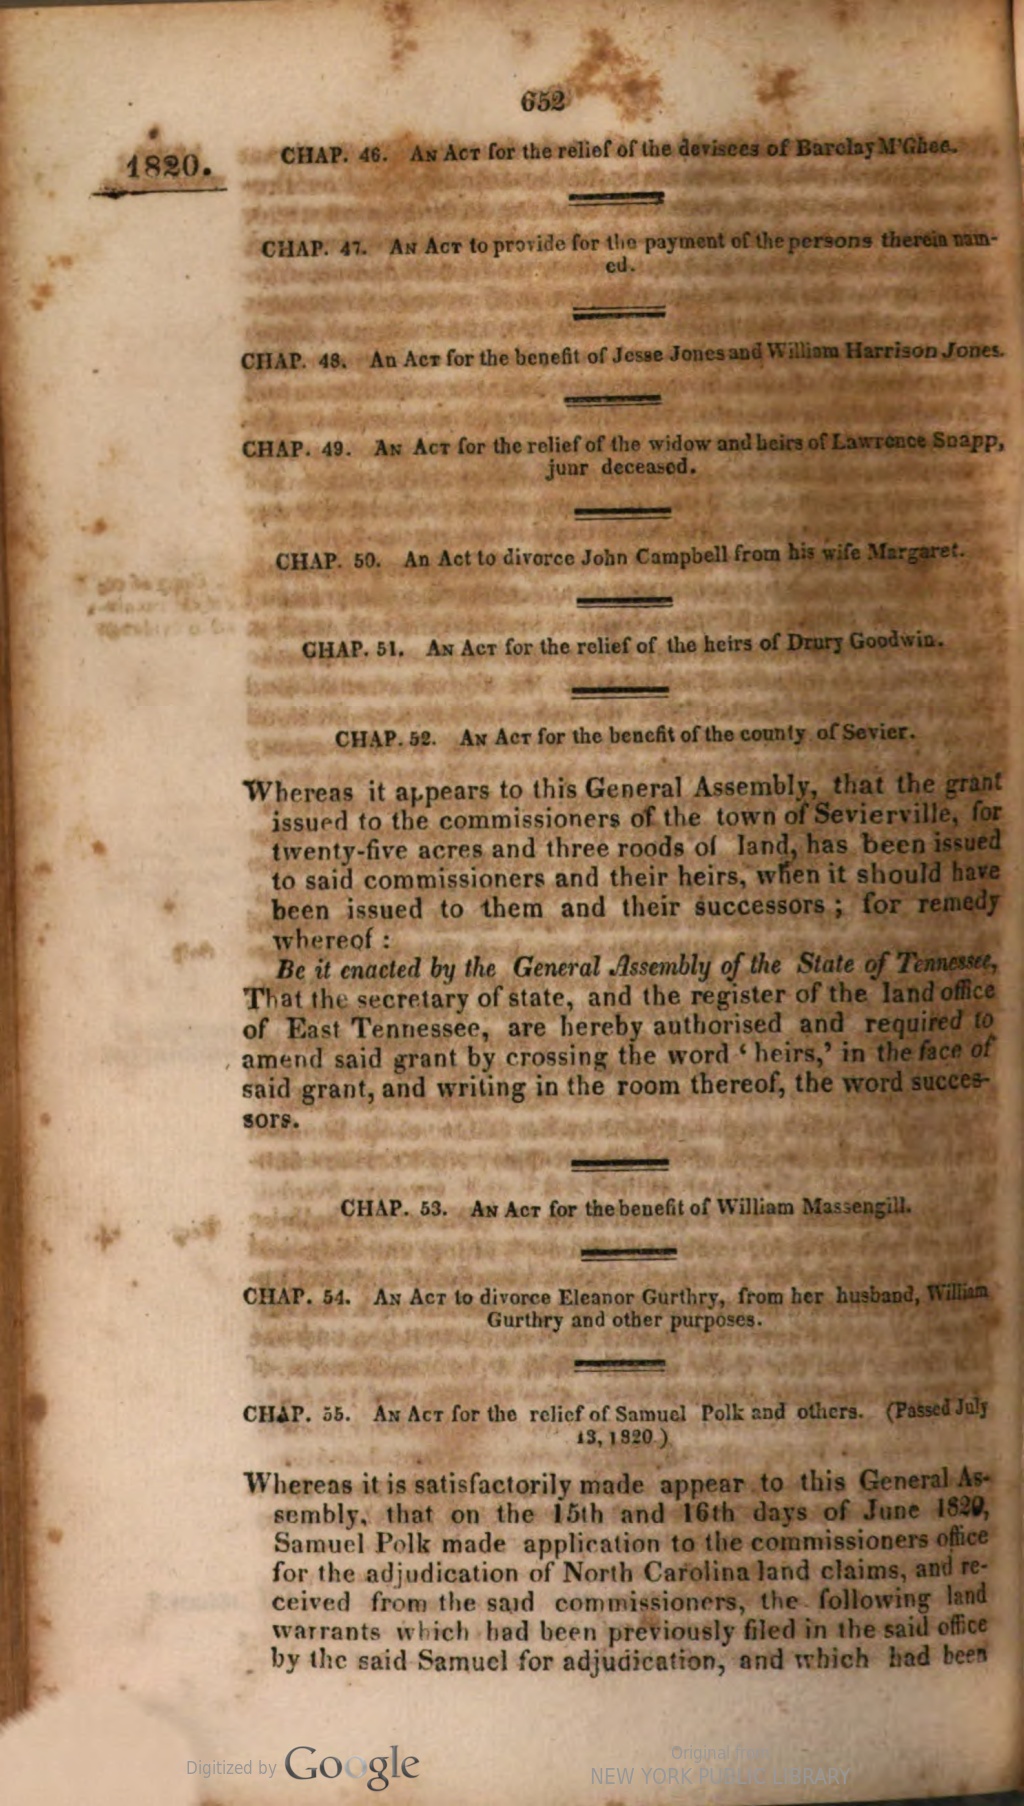 652
1820.
CHAP. 46. AN ACT for the relief of the devisees of Barclay M'Ghee.
CHAP. 47. AN ACT to provide for the payment of the persons therein nam-
ed.
CHAP. 48. An ACT for the benefit of Jesse Jones and William Harrison Jones.
CHAP. 49. AN ACT for the relief of the widow and heirs of Lawrence Snapp,
junr deceased.
CHAP. 50. An Act to divorce John Campbell from his wife Margaret.
CHAP. 51. AN ACT for the relief of the heirs of Drury Goodwin.
CHAP. 52. AN ACT for the benefit of the county of Sevier.
Whereas it appears to this General Assembly, that the grant
issued to the commissioners of the town of Sevierville, for
twenty-five acres and three roods of land, has been issued
to said commissioners and their heirs, when it should have
been issued to them and their successors ; for remedy
whereof :
Be it enacted by the General Assembly of the State of Tennessee,
That the secretary of state, and the register of the land office
of East Tennessee, are hereby authorised and required to
amend said grant by crossing the word ‘ heirs,’ in the face of
said grant, and writing in the room thereof, the word succes-
sors.
CHAP. 53. AN ACT for the benefit of William Massengill.
CHAP. 54. AN ACT to divorce Eleanor Gurthry, from her husband, William
Gurthry and other purposes.
CHAP. 55. AN ACT for the relief of Samuel Polk and others. (Passed July
13, 1820.)
Whereas it is satisfactorily made appear to this General As-
sembly, that on the 15th and 16th days of June 1820,
Samuel Polk made application to the commissioners office
for the adjudication of North Carolina land claims, and re-
ceived from the said commissioners, the following land
warrants which had been previously filed in the said office
by the said Samuel for adjudication, and which had been
Digitized by Google
Original from
NEW YORK PUBLIC LIBRARY